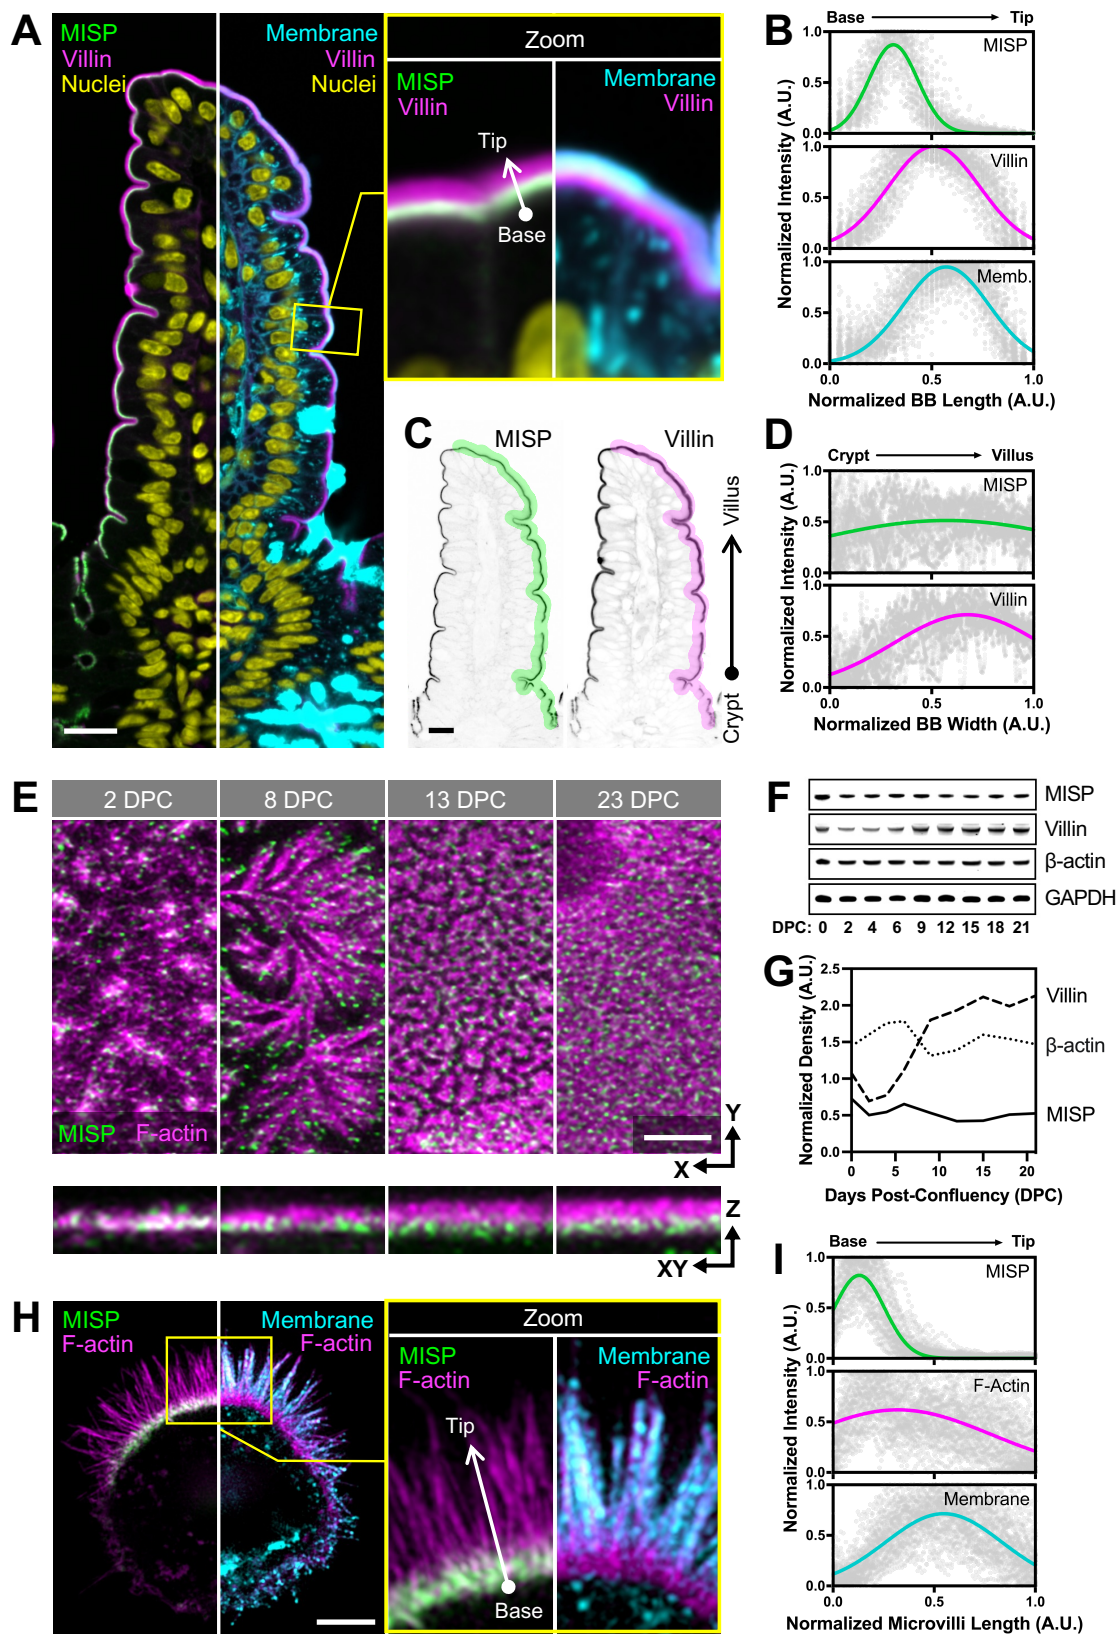 A
MISP
Villin
Nuclei
Membrane
Villin
Nuclei
Zoom
MISP
Villin
Membrane
Villin
Tip
Base
B
Base
Tip
MISP
1.0
0.5
0.0
Villin
1.0
0.5
0.0
Memb.
1.0
0.5
0.0
0.0
0.5
1.0
Normalized Intensity (A.U.)
Normalized BB Length (A.U.)
C
MISP
Villin
Crypt
Villus
D
Crypt
Villus
MISP
1.0
0.5
0.0
Villin
1.0
0.5
0.0
0.0
0.5
1.0
Normalized Intensity (A.U.)
Normalized BB Width (A.U.)
E
2 DPC
8 DPC
13 DPC
23 DPC
MISP
F-actin
Y
X
Z
XY
F
MISP
Villin
β-actin
GAPDH
DPC: 0 2 4 6 9 12 15 18 21
G
2.5
2.0
1.5
1.0
0.5
0.0
0 5 10 15 20
Villin
β-actin
MISP
Normalized Density (A.U.)
Days Post-Confluency (DPC)
H
MISP
F-actin
Membrane
F-actin
Zoom
MISP
F-actin
Membrane
F-actin
Tip
Base
I
Base
Tip
MISP
1.0
0.5
0.0
F-Actin
1.0
0.5
0.0
Membrane
1.0
0.5
0.0
0.0
0.5
1.0
Normalized Intensity (A.U.)
Normalized Microvilli Length (A.U.)